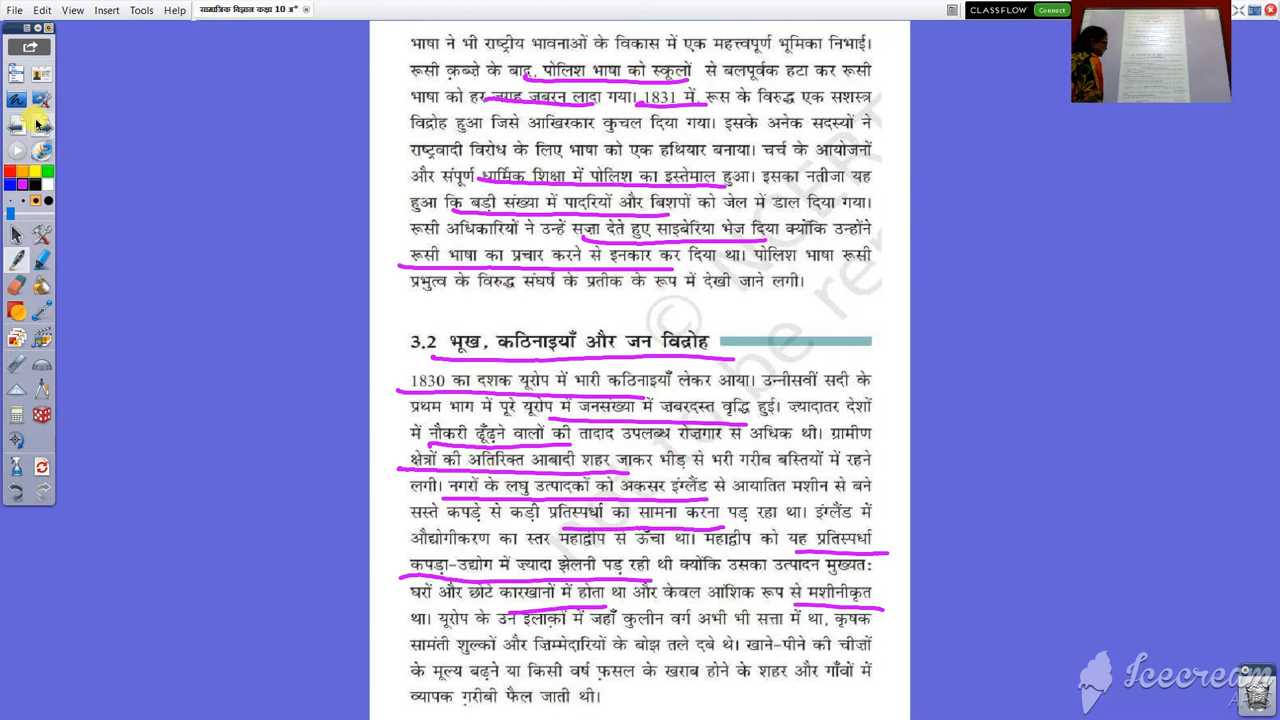 File Edit View Insert Tools Help
सामाजिक विज्ञान कक्षा 10 अ*
CLASSFLOW Connect
राष्ट्रीय के विकास में एक महत्त्वपूर्ण भूमिका निभाई।
रूसी के बाद पोलिश भाषा को स्कूलों से बलपूर्वक हटा कर रूसी
भाषा को हर जगह जबरन लादा गया। 1831 में, रूस के विरुद्ध एक सशस्त्र
विद्रोह हुआ जिसे आखिरकार कुचल दिया गया। इसके अनेक सदस्यों ने
राष्ट्रवादी विरोध के लिए भाषा को एक हथियार बनाया। चर्च के आयोजनों
और संपूर्ण धार्मिक शिक्षा में पोलिश का इस्तेमाल हुआ। इसका नतीजा यह
हुआ कि बड़ी संख्या में पादरियों और बिशपों को जेल में डाल दिया गया।
रूसी अधिकारियों ने उन्हें सज़ा देते हुए साइबेरिया भेज दिया क्योंकि उन्होंने
रूसी भाषा का प्रचार करने से इनकार कर दिया था। पोलिश भाषा रूसी
प्रभुत्व के विरुद्ध संघर्ष के प्रतीक के रूप में देखी जाने लगी।
3.2 भूख, कठिनाइयाँ और जन विद्रोह
1830 का दशक यूरोप में भारी कठिनाइयाँ लेकर आया। उन्नीसवीं सदी के
प्रथम भाग में पूरे यूरोप में जनसंख्या में ज़बरदस्त वृद्धि हुई। ज्यादातर देशों
में नौकरी ढूँढ़ने वालों की तादाद उपलब्ध रोज़गार से अधिक थी। ग्रामीण
क्षेत्रों की अतिरिक्त आबादी शहर जाकर भीड़ से भरी गरीब बस्तियों में रहने
लगी। नगरों के लघु उत्पादकों को अकसर इंग्लैंड से आयातित मशीन से बने
सस्ते कपड़े से कड़ी प्रतिस्पर्धा का सामना करना पड़ रहा था। इंग्लैंड में
औद्योगीकरण का स्तर महाद्वीप से ऊँचा था। महाद्वीप को यह प्रतिस्पर्धा
कपड़ा-उद्योग में ज़्यादा झेलनी पड़ रही थी क्योंकि उसका उत्पादन मुख्यत:
घरों और छोटे कारखानों में होता था और केवल आंशिक रूप से मशीनीकृत
था। यूरोप के उन इलाक़ों में जहाँ कुलीन वर्ग अभी भी सत्ता में था, कृषक
सामंती शुल्कों और ज़िम्मेदारियों के बोझ तले दबे थे। खाने-पीने की चीज़ों
के मूल्य बढ़ने या किसी वर्ष फ़सल के खराब होने के शहर और गाँवों में
व्यापक ग़रीबी फैल जाती थी।
not to be re
Icecream
Apps